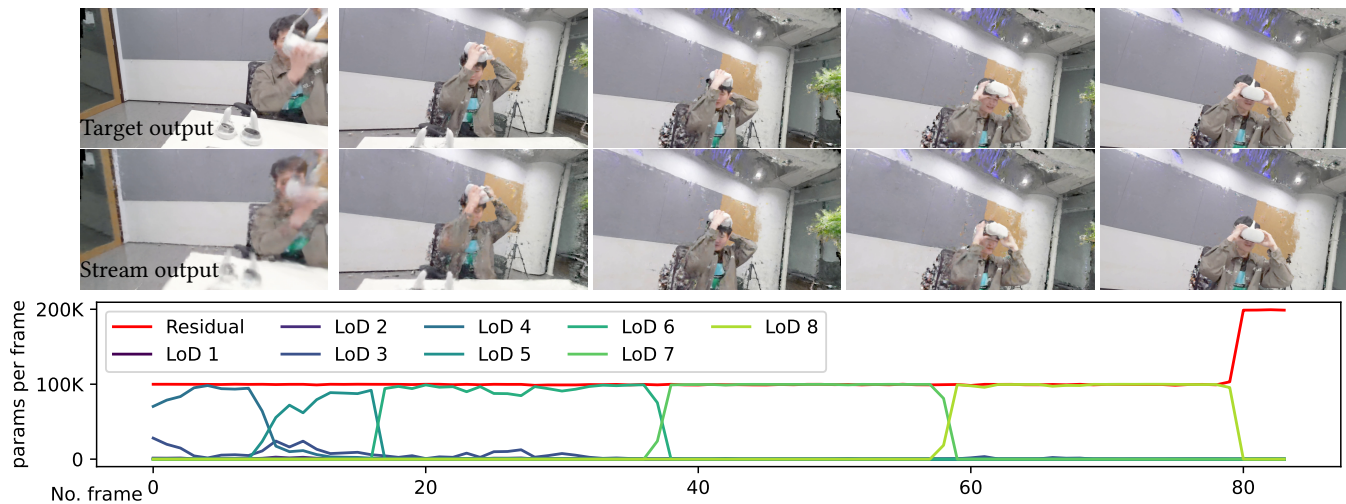 Target output
Stream output
200K
100K
0
params per frame
Residual
LoD 1
LoD 2
LoD 3
LoD 4
LoD 5
LoD 6
LoD 7
LoD 8
No. frame
0 20 40 60 80